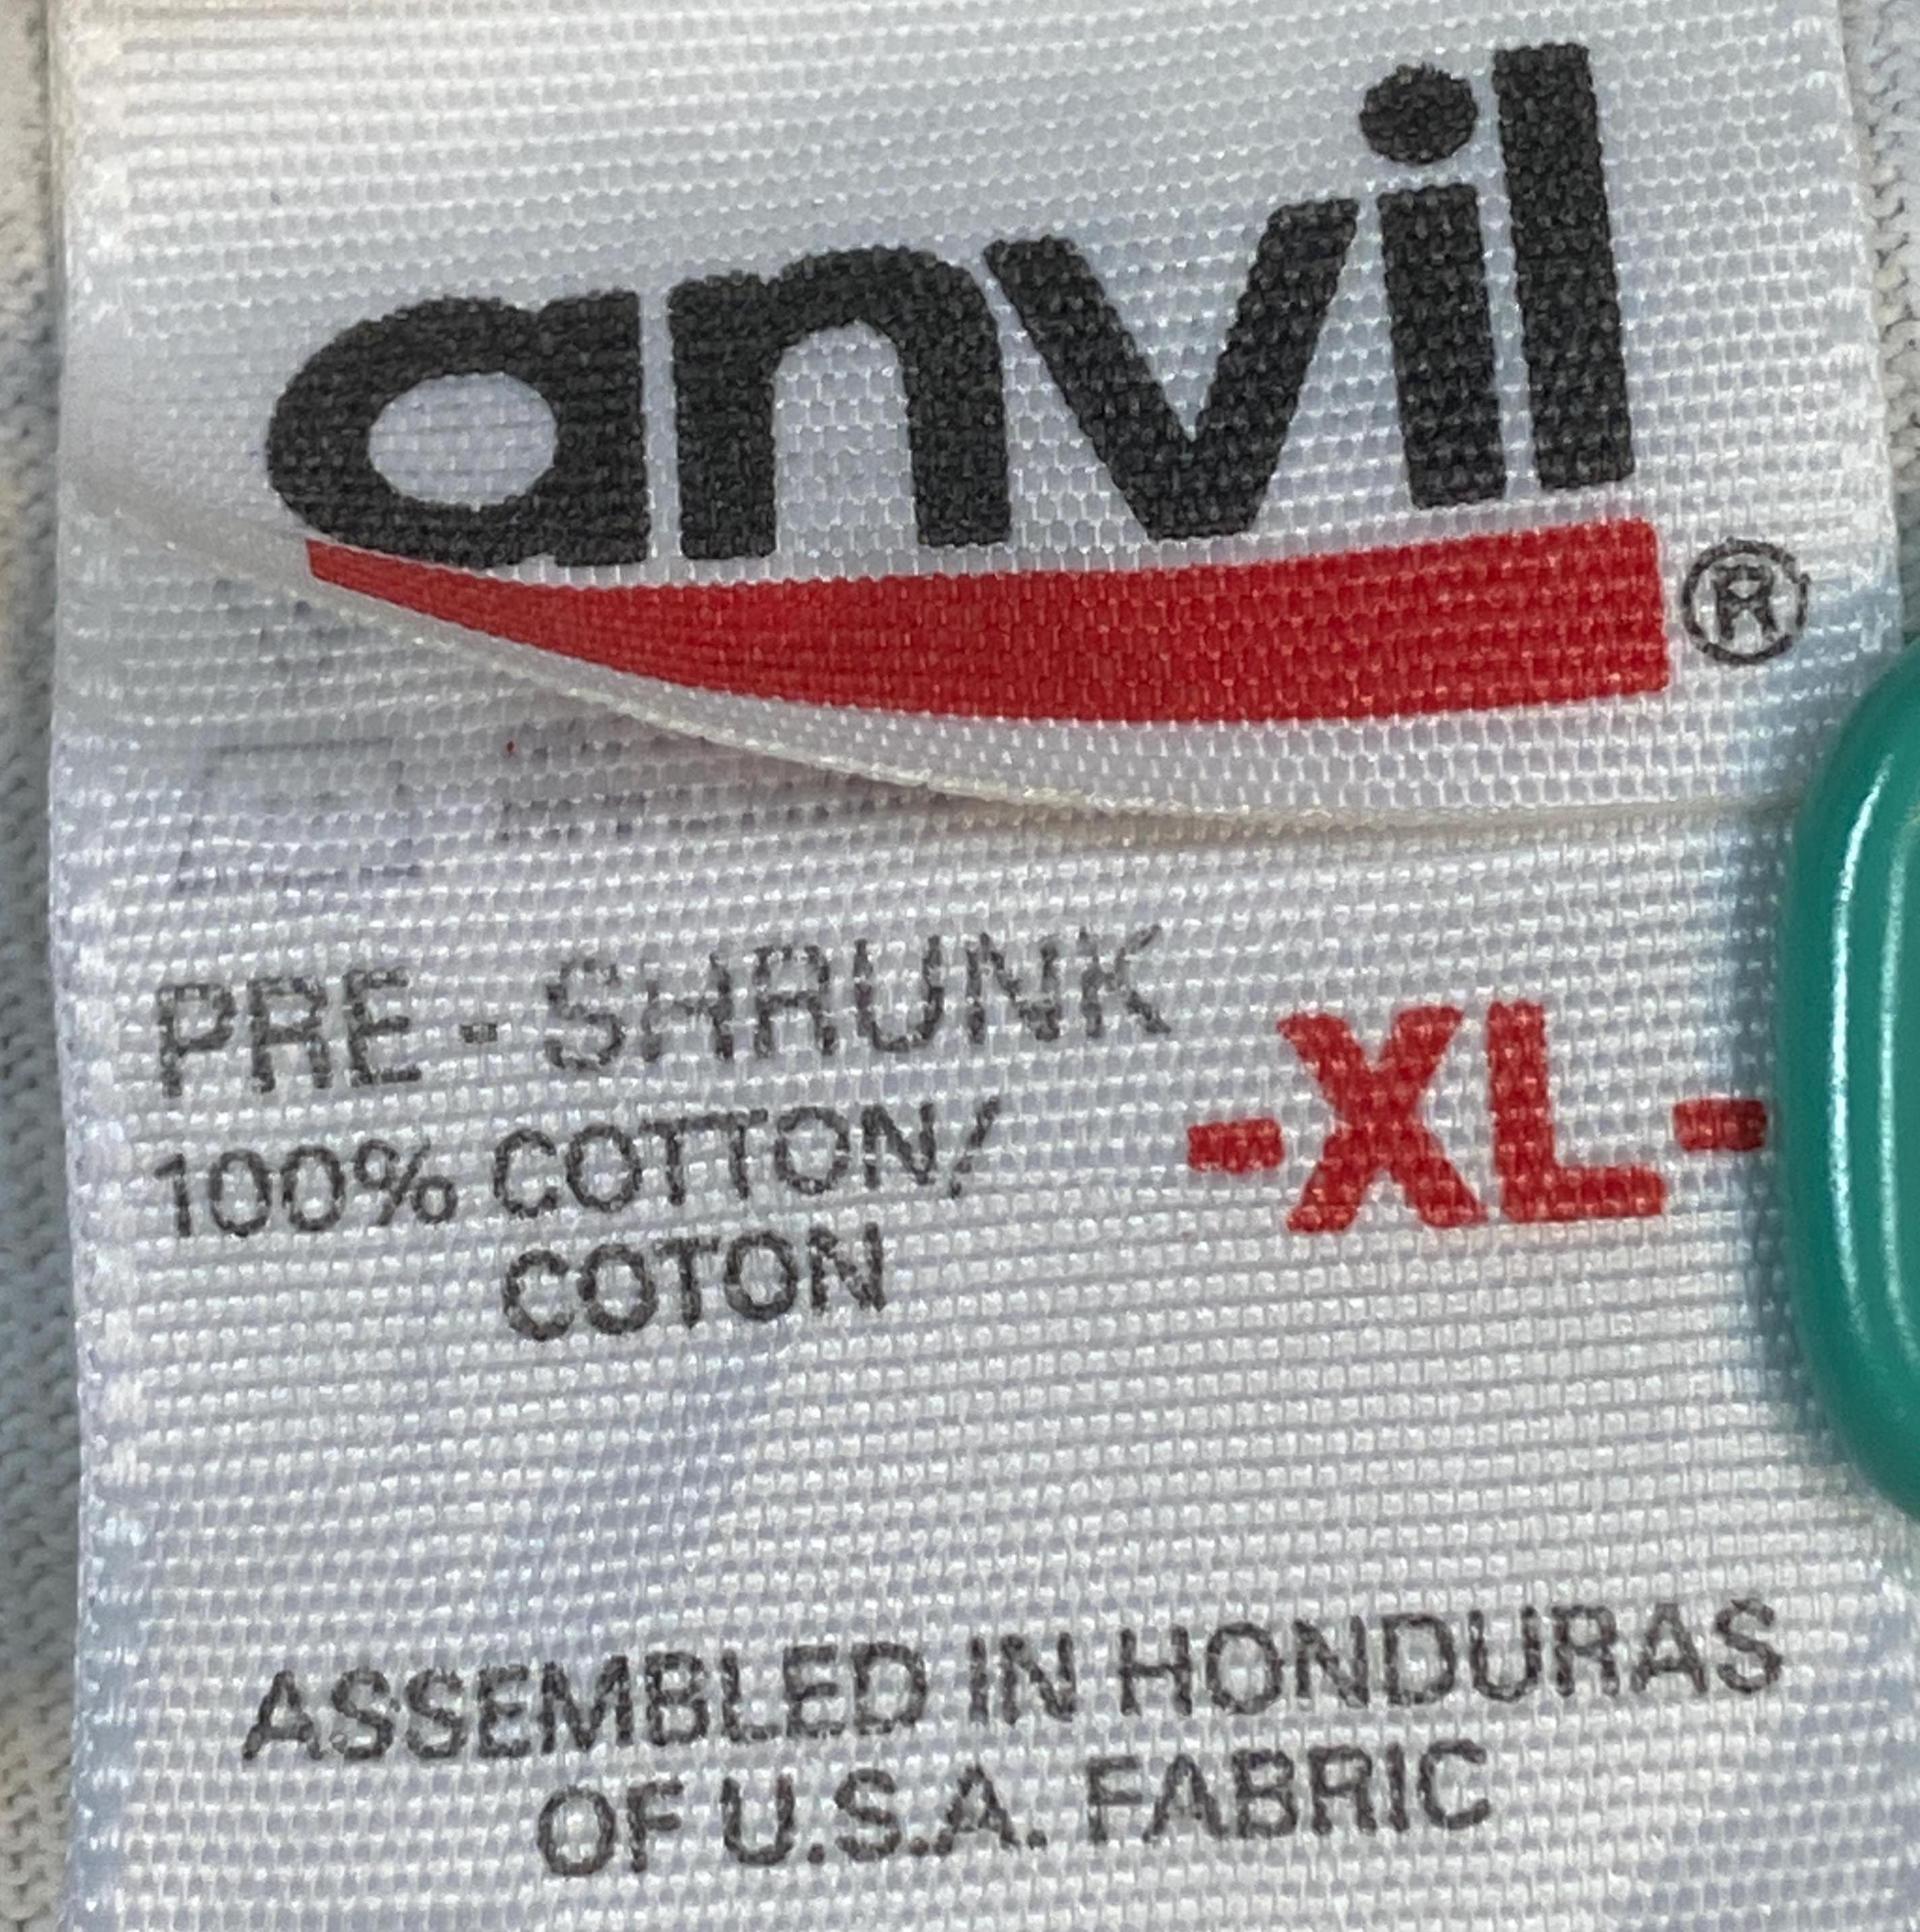 anvil®
PRE - SHRUNK
100% COTTON/
COTON
-XL-
ASSEMBLED IN HONDURAS
OF U.S.A. FABRIC